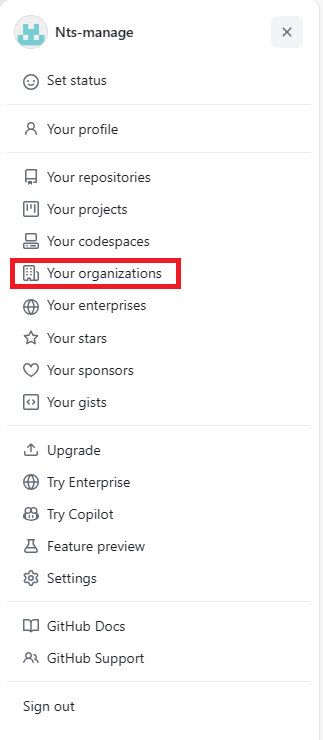 Nts-manage
Set status
Your profile
Your repositories
Your projects
Your codespaces
Your organizations
Your enterprises
Your stars
Your sponsors
Your gists
Upgrade
Try Enterprise
Try Copilot
Feature preview
Settings
GitHub Docs
GitHub Support
Sign out